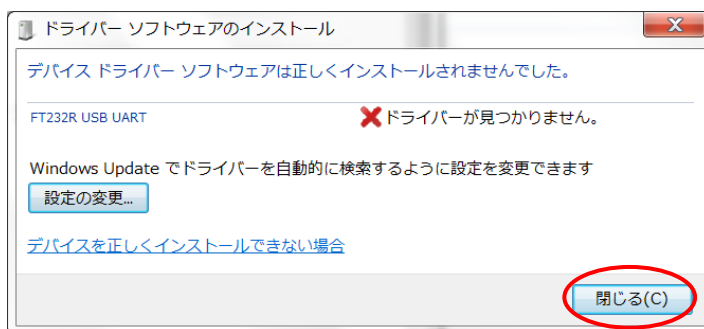 ドライバー ソフトウェアのインストール
デバイス ドライバー ソフトウェアは正しくインストールされませんでした。
FT232R USB UART ドライバーが見つかりません。
Windows Update でドライバーを自動的に検索するように設定を変更できます
設定の変更...
デバイスを正しくインストールできない場合
閉じる(C)